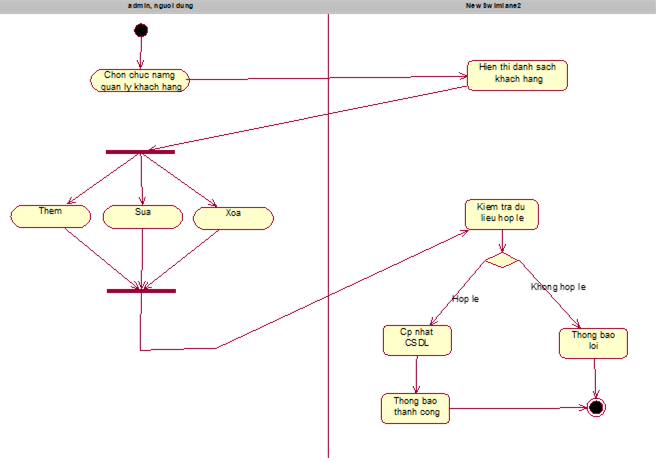 admin, nguoi dung
New Swimlane2
Chon chuc namg
quan ly khach hang
Hien thi danh sach
khach hang
Them
Sua
Xoa
Kiem tra du
lieu hop le
Hop le
Khong hop le
Cp nhat
CSDL
Thong bao
loi
Thong bao
thanh cong